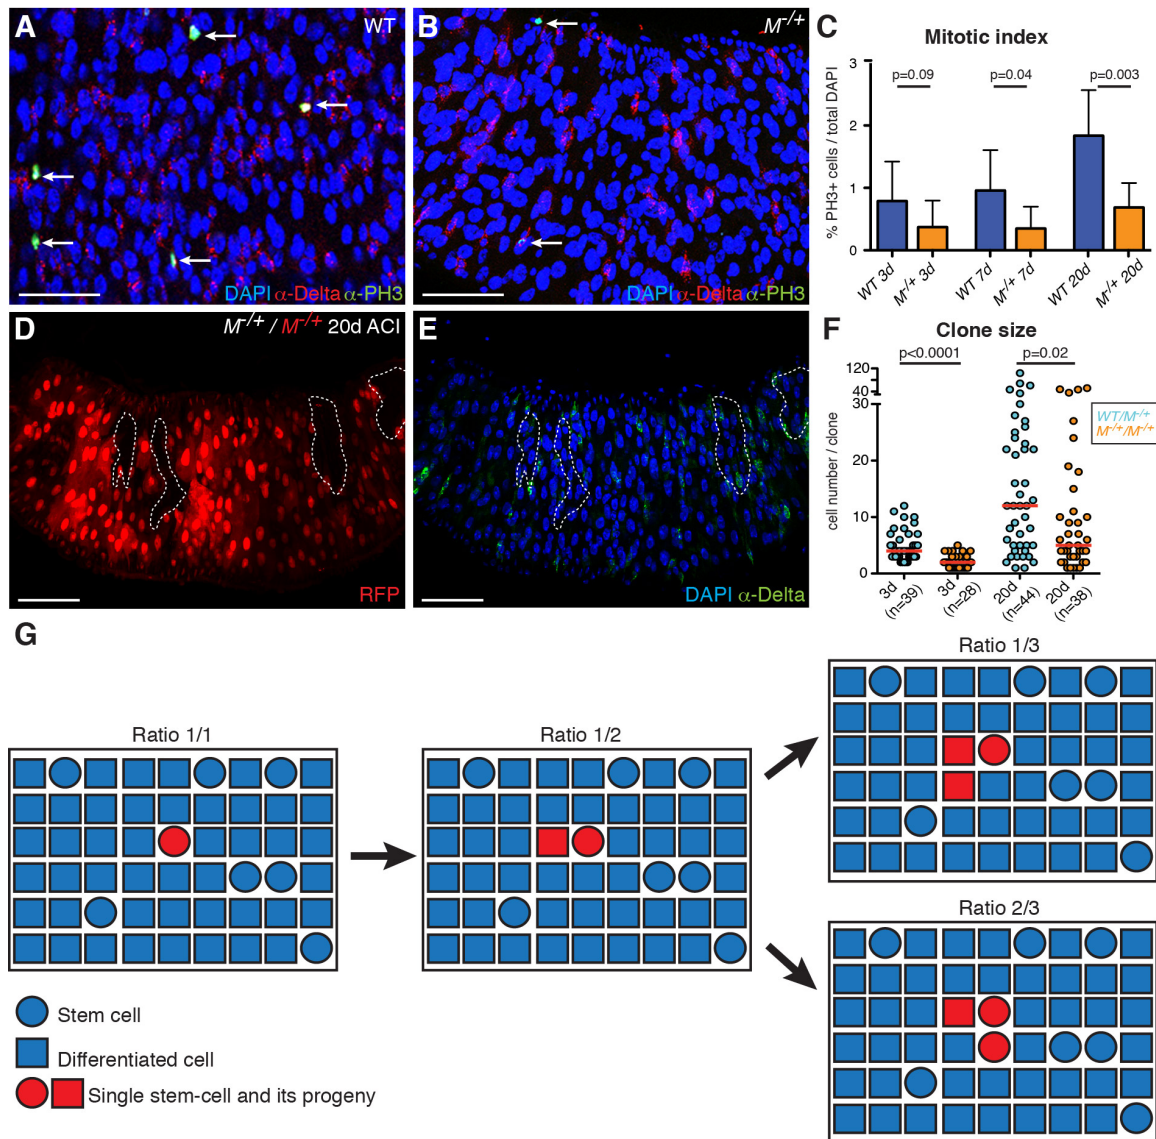 A
WT
DAPI α-Delta α-PH3
B
M-/+
DAPI α-Delta α-PH3
C
Mitotic index
% PH3+ cells / total DAPI
3
2
1
0
p=0.09
p=0.04
p=0.003
WT 3d
M-/+ 3d
WT 7d
M-/+ 7d
WT 20d
M-/+ 20d
D
M-/+ / M-/+ 20d ACI
RFP
E
DAPI α-Delta
F
Clone size
p<0.0001
p=0.02
cell number / clone
120
40
30
20
10
0
WT/M-/+
M-/+/M-/+
3d (n=39)
3d (n=28)
20d (n=44)
20d (n=38)
G
Ratio 1/1
Ratio 1/2
Ratio 1/3
Ratio 2/3
Stem cell
Differentiated cell
Single stem-cell and its progeny